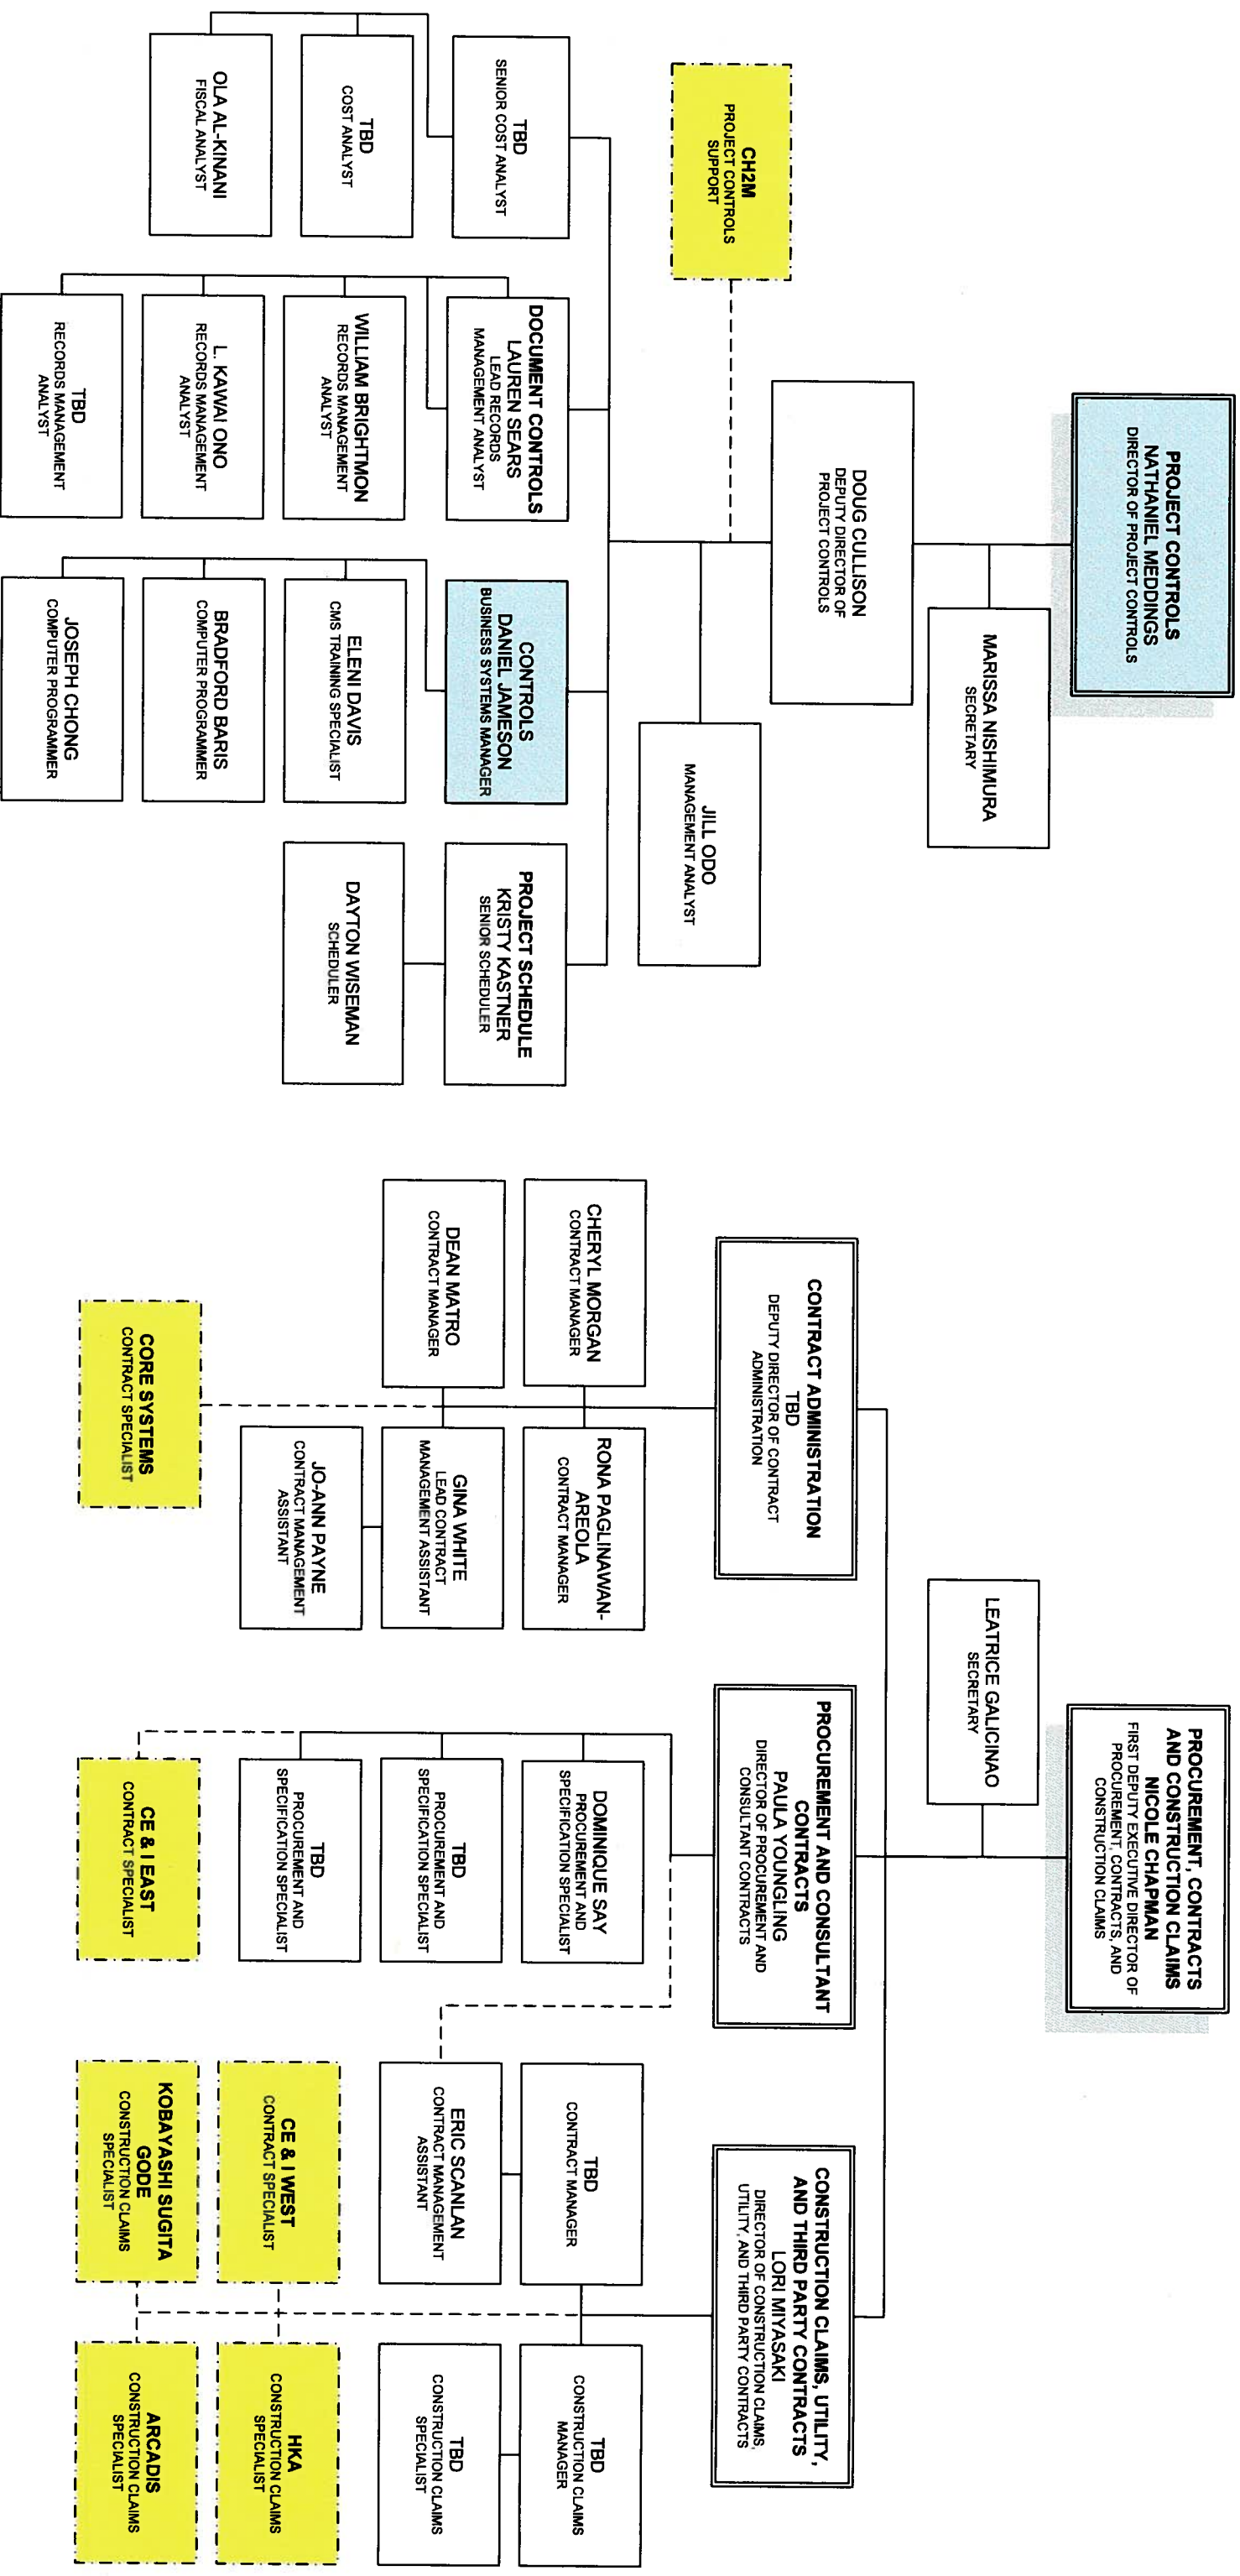 PROJECT CONTROLS
NATHANIEL MEDDINGS
DIRECTOR OF PROJECT CONTROLS
MARISSA NISHIMURA
SECRETARY
DOUG CULLISON
DEPUTY DIRECTOR OF
PROJECT CONTROLS
CH2M
PROJECT CONTROLS
SUPPORT
JILL ODO
MANAGEMENT ANALYST
TBD
SENIOR COST ANALYST
TBD
COST ANALYST
OLA AL-KINANI
FISCAL ANALYST
DOCUMENT CONTROLS
LAUREN SEARS
LEAD RECORDS
MANAGEMENT ANALYST
WILLIAM BRIGHTMON
RECORDS MANAGEMENT
ANALYST
L. KAWAI ONO
RECORDS MANAGEMENT
ANALYST
TBD
RECORDS MANAGEMENT
ANALYST
CONTROLS
DANIEL JAMESON
BUSINESS SYSTEMS MANAGER
ELENI DAVIS
CMS TRAINING SPECIALIST
BRADFORD BARIS
COMPUTER PROGRAMMER
JOSEPH CHONG
COMPUTER PROGRAMMER
PROJECT SCHEDULE
KRISTY KASTNER
SENIOR SCHEDULER
DAYTON WISEMAN
SCHEDULER
PROCUREMENT, CONTRACTS
AND CONSTRUCTION CLAIMS
NICOLE CHAPMAN
FIRST DEPUTY EXECUTIVE DIRECTOR OF
PROCUREMENT, CONTRACTS, AND
CONSTRUCTION CLAIMS
LEATRICE GALICINAO
SECRETARY
CONTRACT ADMINISTRATION
TBD
DEPUTY DIRECTOR OF CONTRACT
ADMINISTRATION
CHERYL MORGAN
CONTRACT MANAGER
RONA PAGLINAWAN-
AREOLA
CONTRACT MANAGER
DEAN MATRO
CONTRACT MANAGER
GINA WHITE
LEAD CONTRACT
MANAGEMENT ASSISTANT
JO-ANN PAYNE
CONTRACT MANAGEMENT
ASSISTANT
CORE SYSTEMS
CONTRACT SPECIALIST
PROCUREMENT AND CONSULTANT
CONTRACTS
PAULA YOUNGLING
DIRECTOR OF PROCUREMENT AND
CONSULTANT CONTRACTS
DOMINIQUE SAY
PROCUREMENT AND
SPECIFICATION SPECIALIST
TBD
PROCUREMENT AND
SPECIFICATION SPECIALIST
TBD
PROCUREMENT AND
SPECIFICATION SPECIALIST
CE & I EAST
CONTRACT SPECIALIST
CONSTRUCTION CLAIMS, UTILITY,
AND THIRD PARTY CONTRACTS
LORI MIYASAKI
DIRECTOR OF CONSTRUCTION CLAIMS,
UTILITY, AND THIRD PARTY CONTRACTS
TBD
CONTRACT MANAGER
TBD
CONSTRUCTION CLAIMS
MANAGER
ERIC SCANLAN
CONTRACT MANAGEMENT
ASSISTANT
TBD
CONSTRUCTION CLAIMS
SPECIALIST
CE & I WEST
CONTRACT SPECIALIST
HKA
CONSTRUCTION CLAIMS
SPECIALIST
KOBAYASHI SUGITA
GODE
CONSTRUCTION CLAIMS
SPECIALIST
ARCADIS
CONSTRUCTION CLAIMS
SPECIALIST